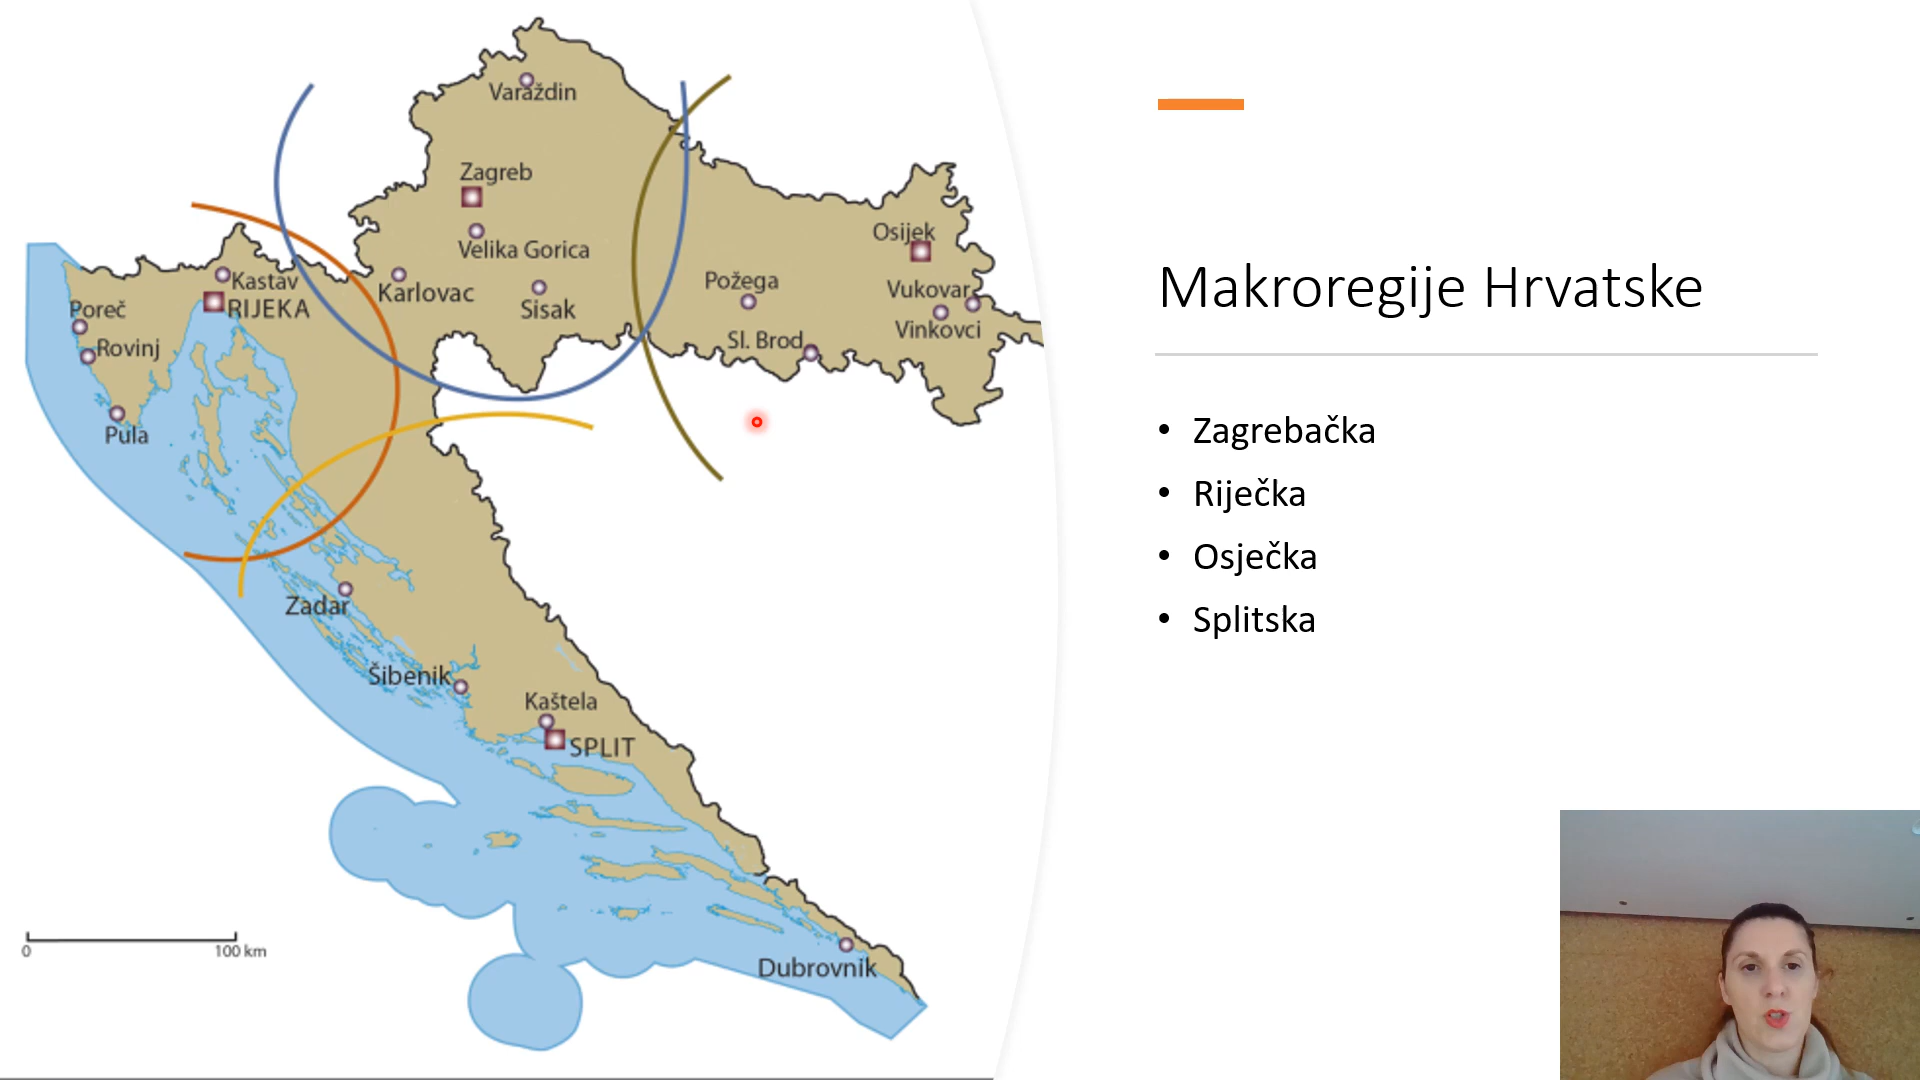 Varaždin
Zagreb
Velika Gorica
Karlovac
Sisak
Kastav
RIJEKA
Poreč
Rovinj
Pula
Osijek
Požega
Vukovar
Vinkovci
Sl. Brod
Zadar
Šibenik
Kaštela
SPLIT
Dubrovnik
0 100 km
Makroregije Hrvatske
• Zagrebačka
• Riječka
• Osječka
• Splitska